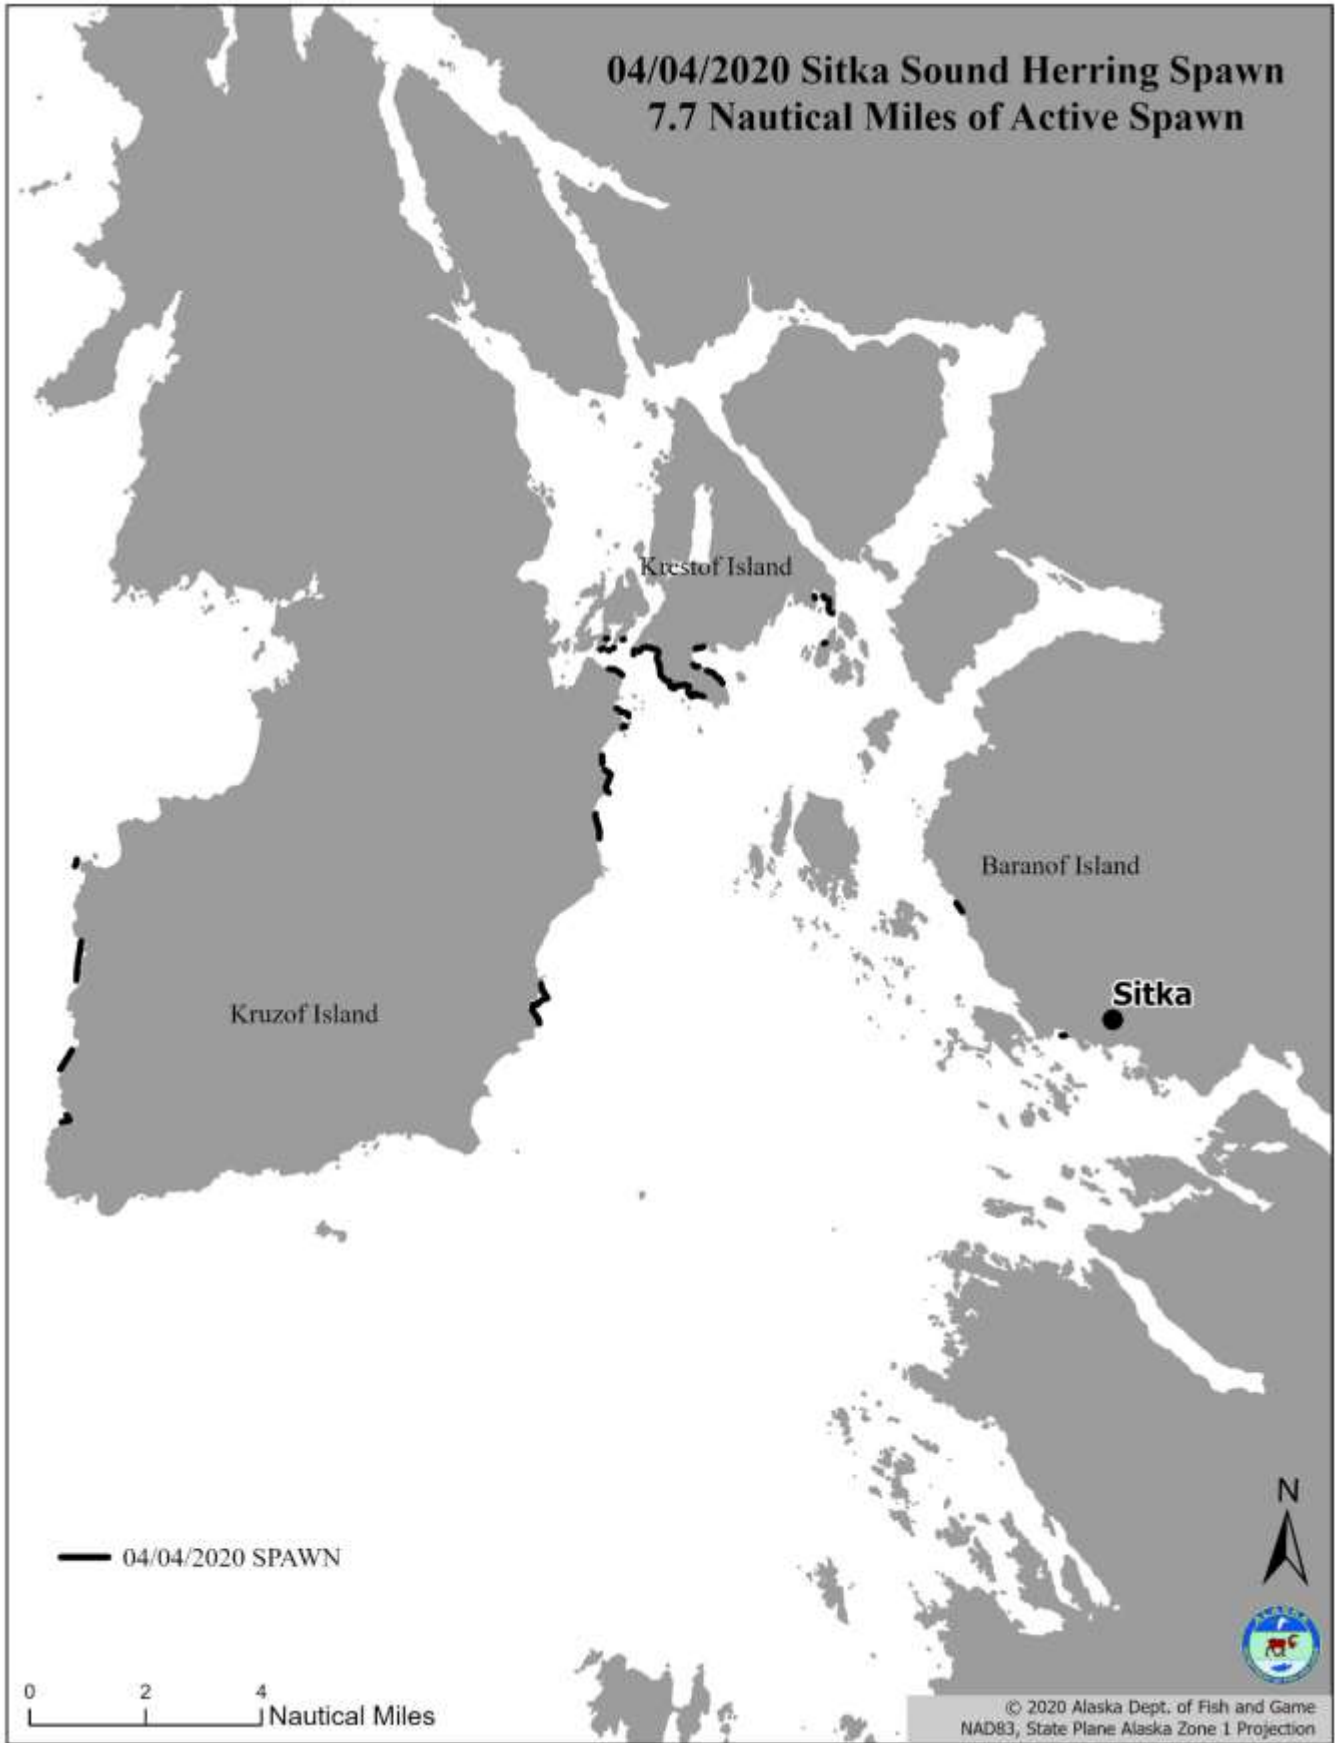 04/04/2020 Sitka Sound Herring Spawn
7.7 Nautical Miles of Active Spawn
Krestof Island
Baranof Island
Sitka
Kruzof Island
N
04/04/2020 SPAWN
ALASKA
0 2 4
Nautical Miles
© 2020 Alaska Dept. of Fish and Game
NAD83, State Plane Alaska Zone 1 Projection